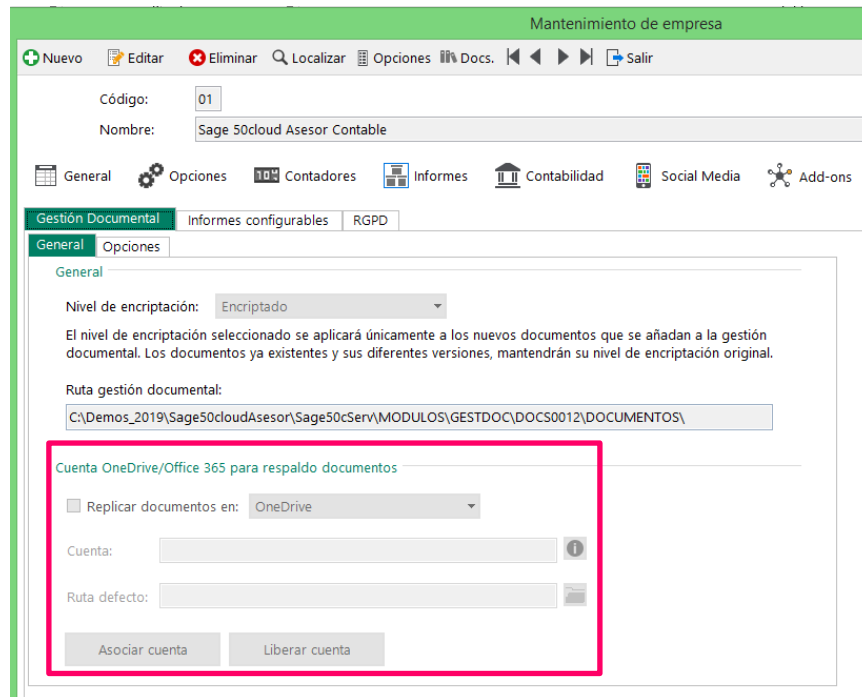 Mantenimiento de empresa
Nuevo Editar Eliminar Localizar Opciones Docs. Salir
Código: 01
Nombre: Sage 50cloud Asesor Contable
General Opciones Contadores Informes Contabilidad Social Media Add-ons
Gestión Documental Informes configurables RGPD
General Opciones
General
Nivel de encriptación: Encriptado
El nivel de encriptación seleccionado se aplicará únicamente a los nuevos documentos que se añadan a la gestión
documental. Los documentos ya existentes y sus diferentes versiones, mantendrán su nivel de encriptación original.
Ruta gestión documental:
C:\Demos_2019\Sage50cloudAsesor\Sage50cServ\MODULOS\GESTDOC\DOCS0012\DOCUMENTOS\
Cuenta OneDrive/Office 365 para respaldo documentos
Replicar documentos en: OneDrive
Cuenta:
Ruta defecto:
Asociar cuenta Liberar cuenta